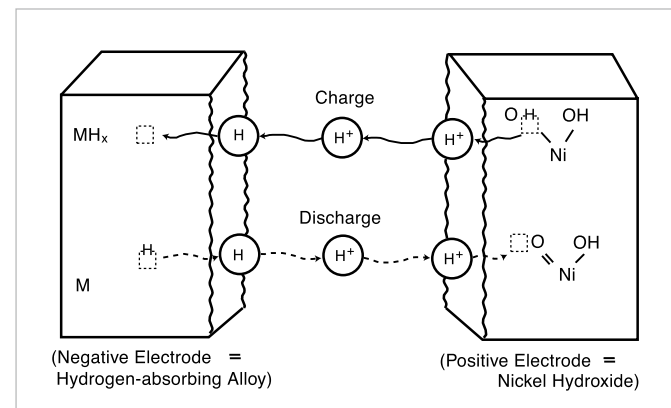 Charge
O H OH
MHₓ H H⁺ H⁺
Ni
Discharge
H O OH
H H⁺ H⁺
Ni
M
(Negative Electrode =
Hydrogen-absorbing Alloy)
(Positive Electrode =
Nickel Hydroxide)